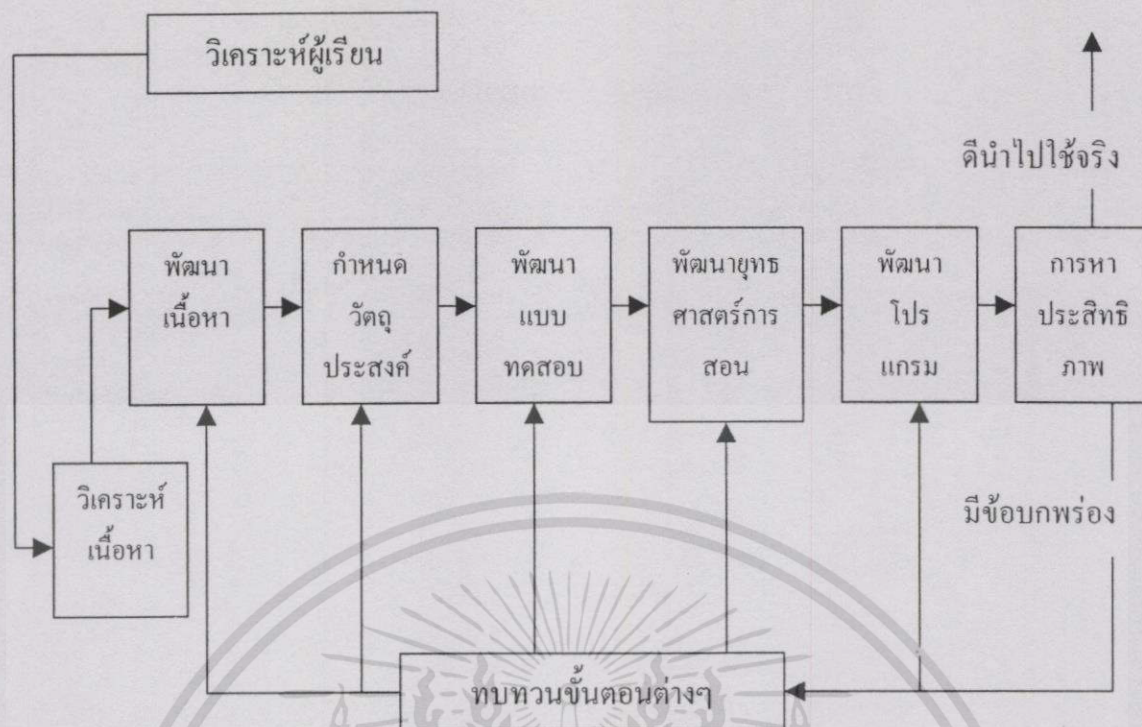 วิเคราะห์ผู้เรียน
ดีนำไปใช้จริง
พัฒนา
เนื้อหา
กำหนด
วัตถุ
ประสงค์
พัฒนา
แบบ
ทดสอบ
พัฒนายุทธ
ศาสตร์การ
สอน
พัฒนา
โปร
แกรม
การหา
ประสิทธิ
ภาพ
วิเคราะห์
เนื้อหา
มีข้อบกพร่อง
ทบทวนขั้นตอนต่างๆ